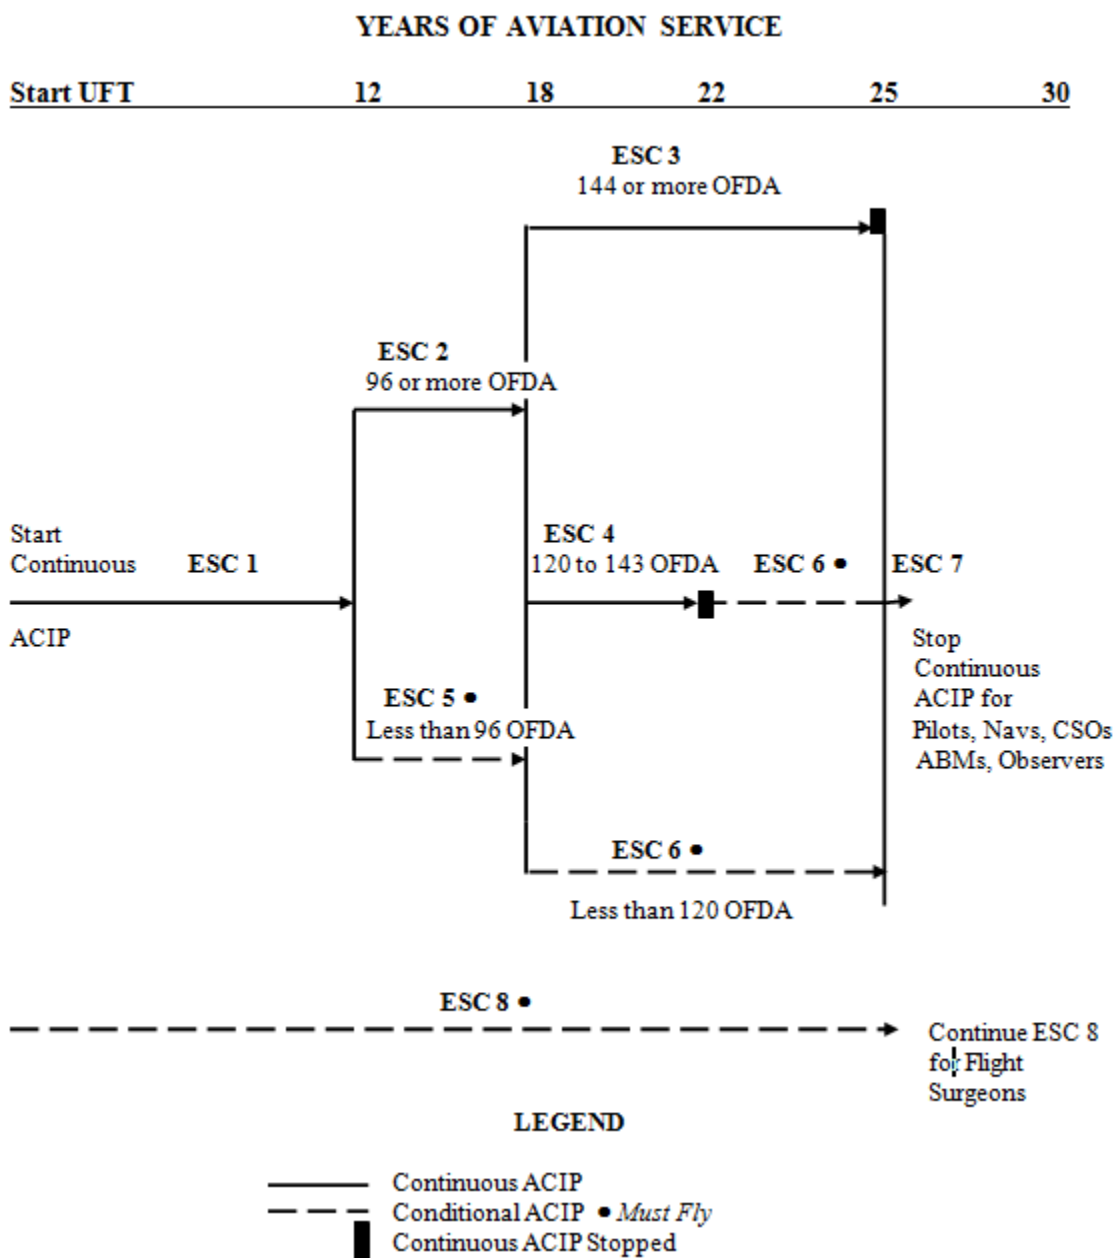 YEARS OF AVIATION SERVICE
Start UFT 12 18 22 25 30
ESC 3
144 or more OFDA
ESC 2
96 or more OFDA
Start
Continuous ESC 1
ACIP
ESC 4
120 to 143 OFDA
ESC 6 •
ESC 7
Stop
Continuous
ACIP for
Pilots, Navs, CSOs
ABMs, Observers
ESC 5 •
Less than 96 OFDA
ESC 6 •
Less than 120 OFDA
ESC 8 •
Continue ESC 8
for Flight
Surgeons
LEGEND
Continuous ACIP
Conditional ACIP • Must Fly
Continuous ACIP Stopped